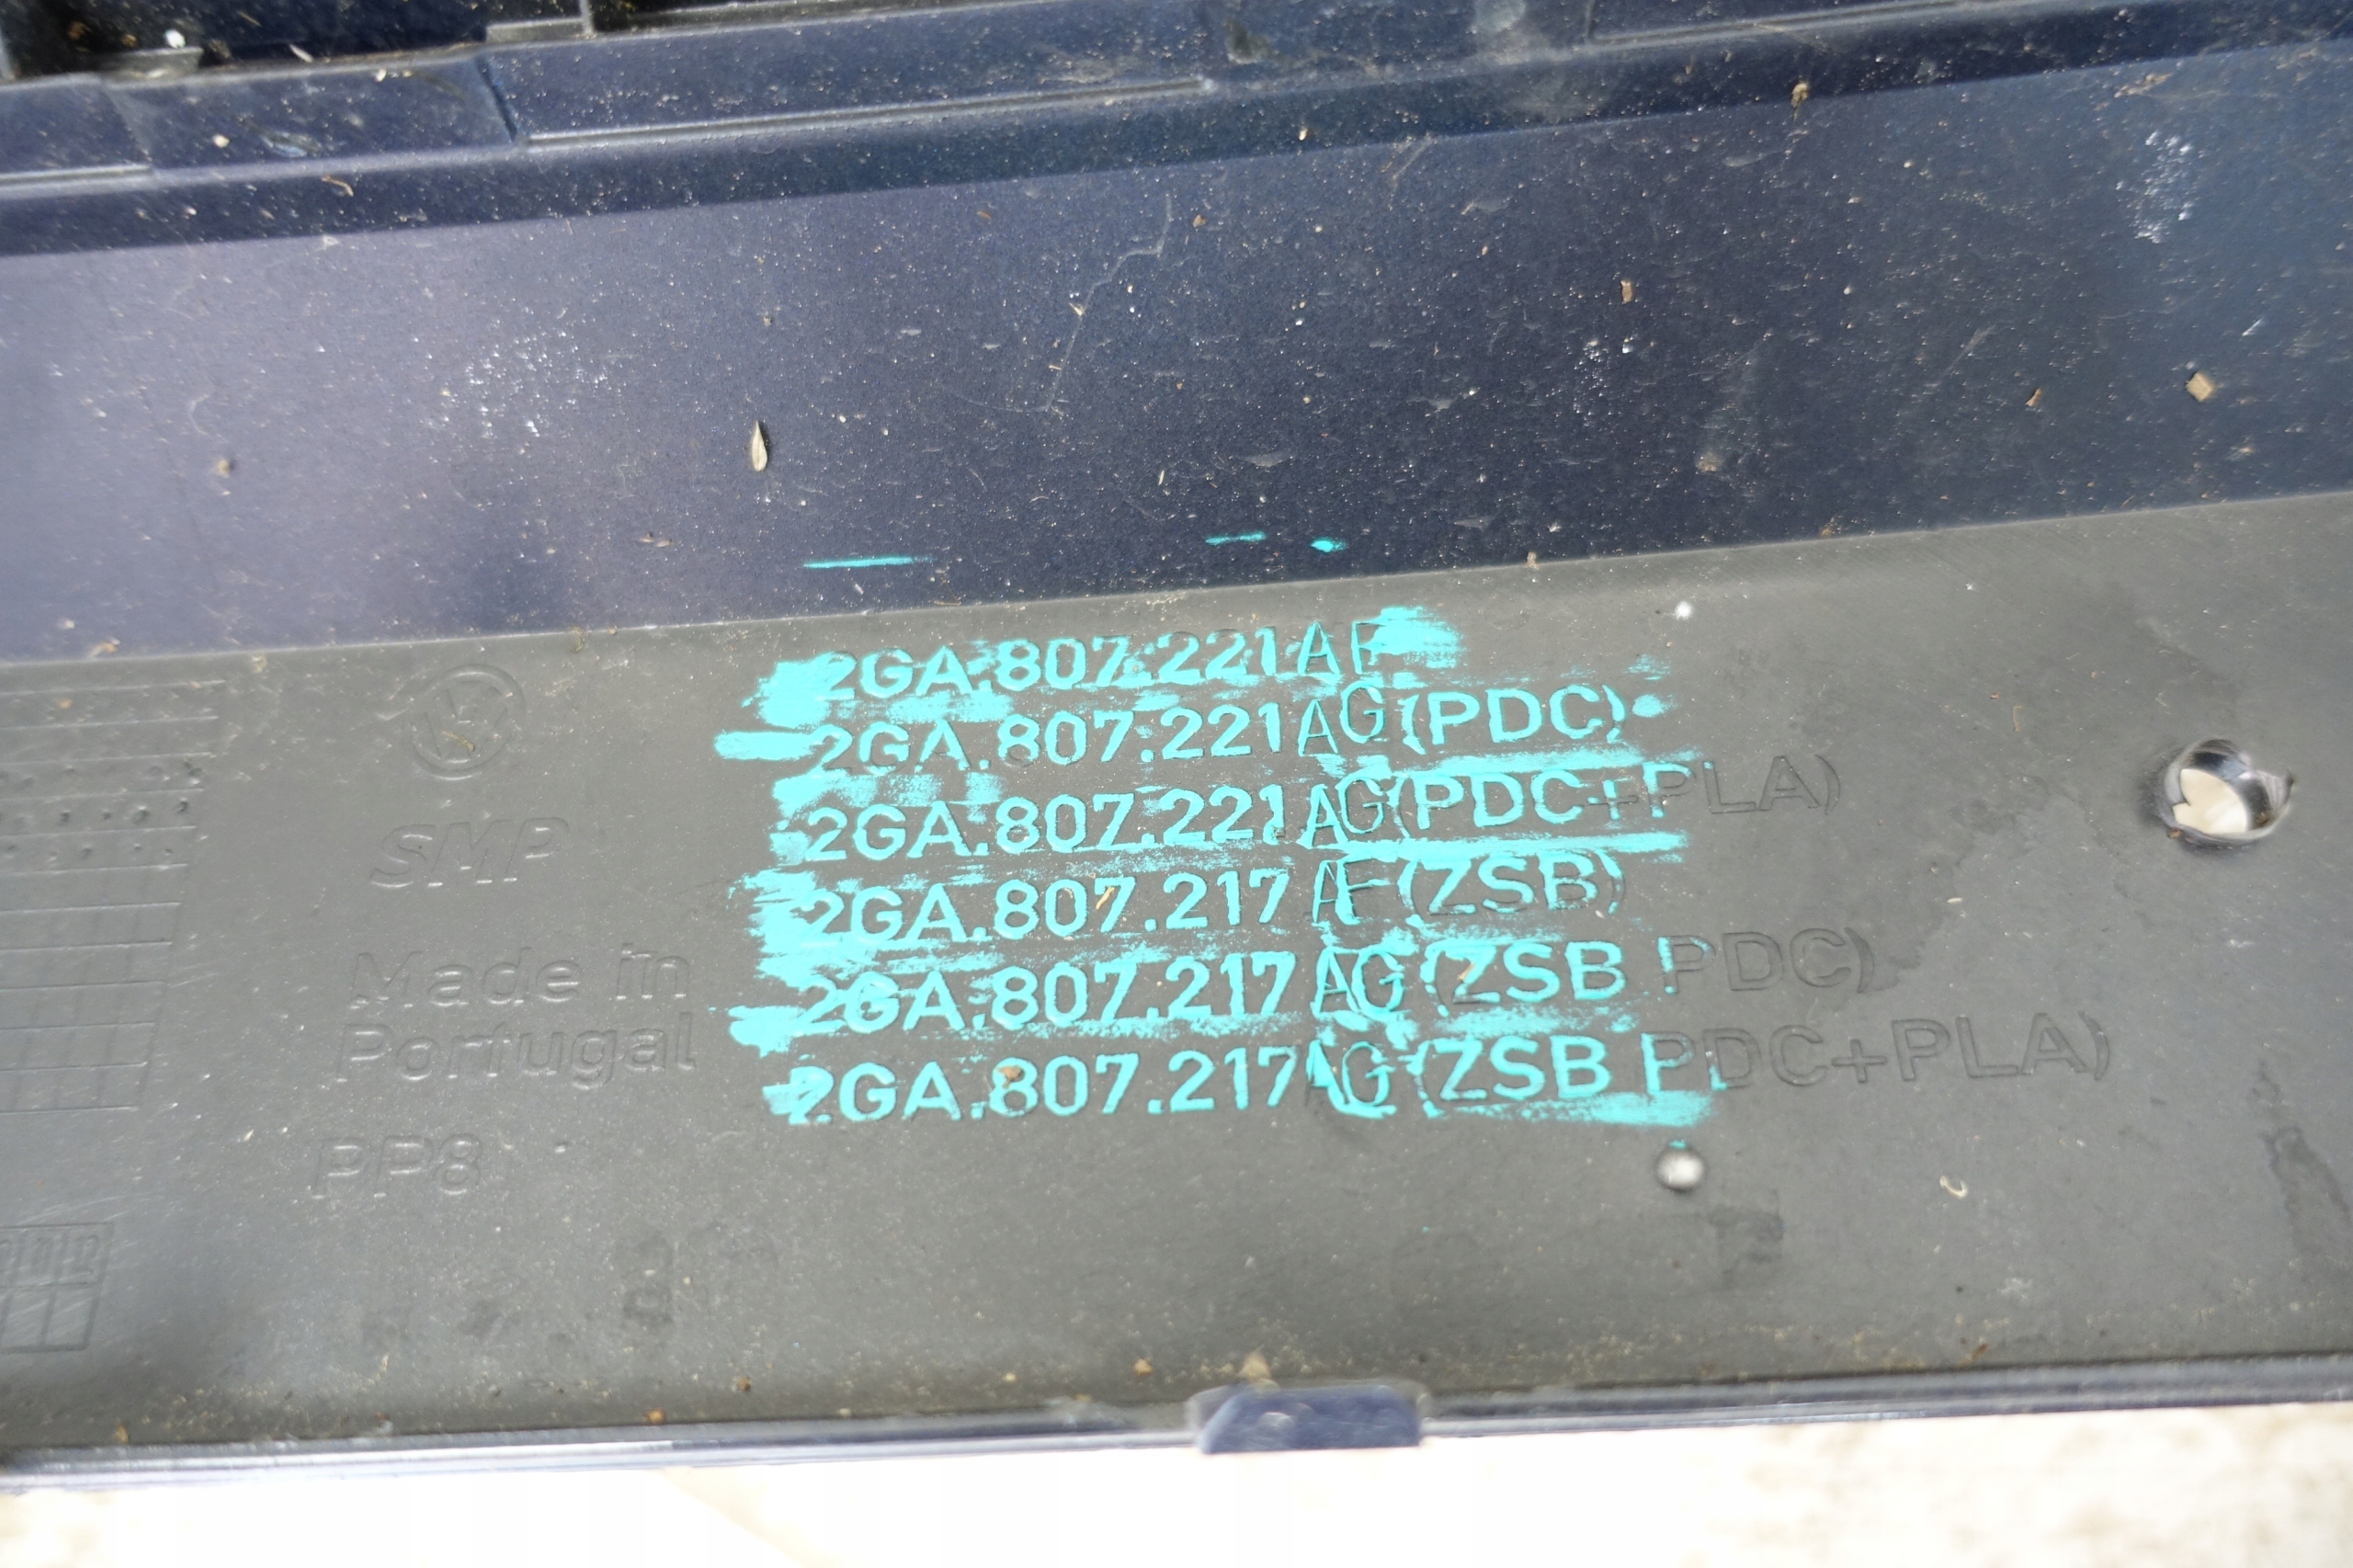 2GA.807.221AF
2GA.807.221AG(PDC)
2GA.807.221AG(PDC+PLA)
2GA.807.217AF(ZSB)
2GA.807.217AG(ZSB PDC)
2GA.807.217AG(ZSB PDC+PLA)
SMP
Made in
Portugal
PP8